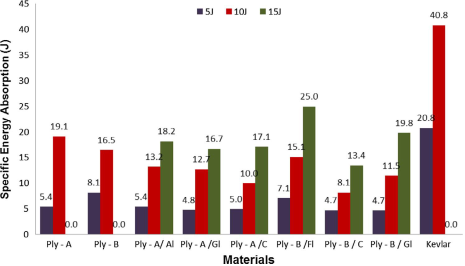 5J 10J 15J
Specific Energy Absorption (J)
45
40
35
30
25
20
15
10
5
0
5.4 19.1 0.0
8.1 16.5 0.0
5.4 13.2 18.2
4.8 12.7 16.7
5.0 10.0 17.1
7.1 15.1 25.0
4.7 8.1 13.4
4.7 11.5 19.8
20.8 40.8 0.0
Ply - A Ply - B Ply - A/ Al Ply - A /Gl Ply - A /C Ply - B /Fl Ply - B / C Ply - B / Gl Kevlar
Materials